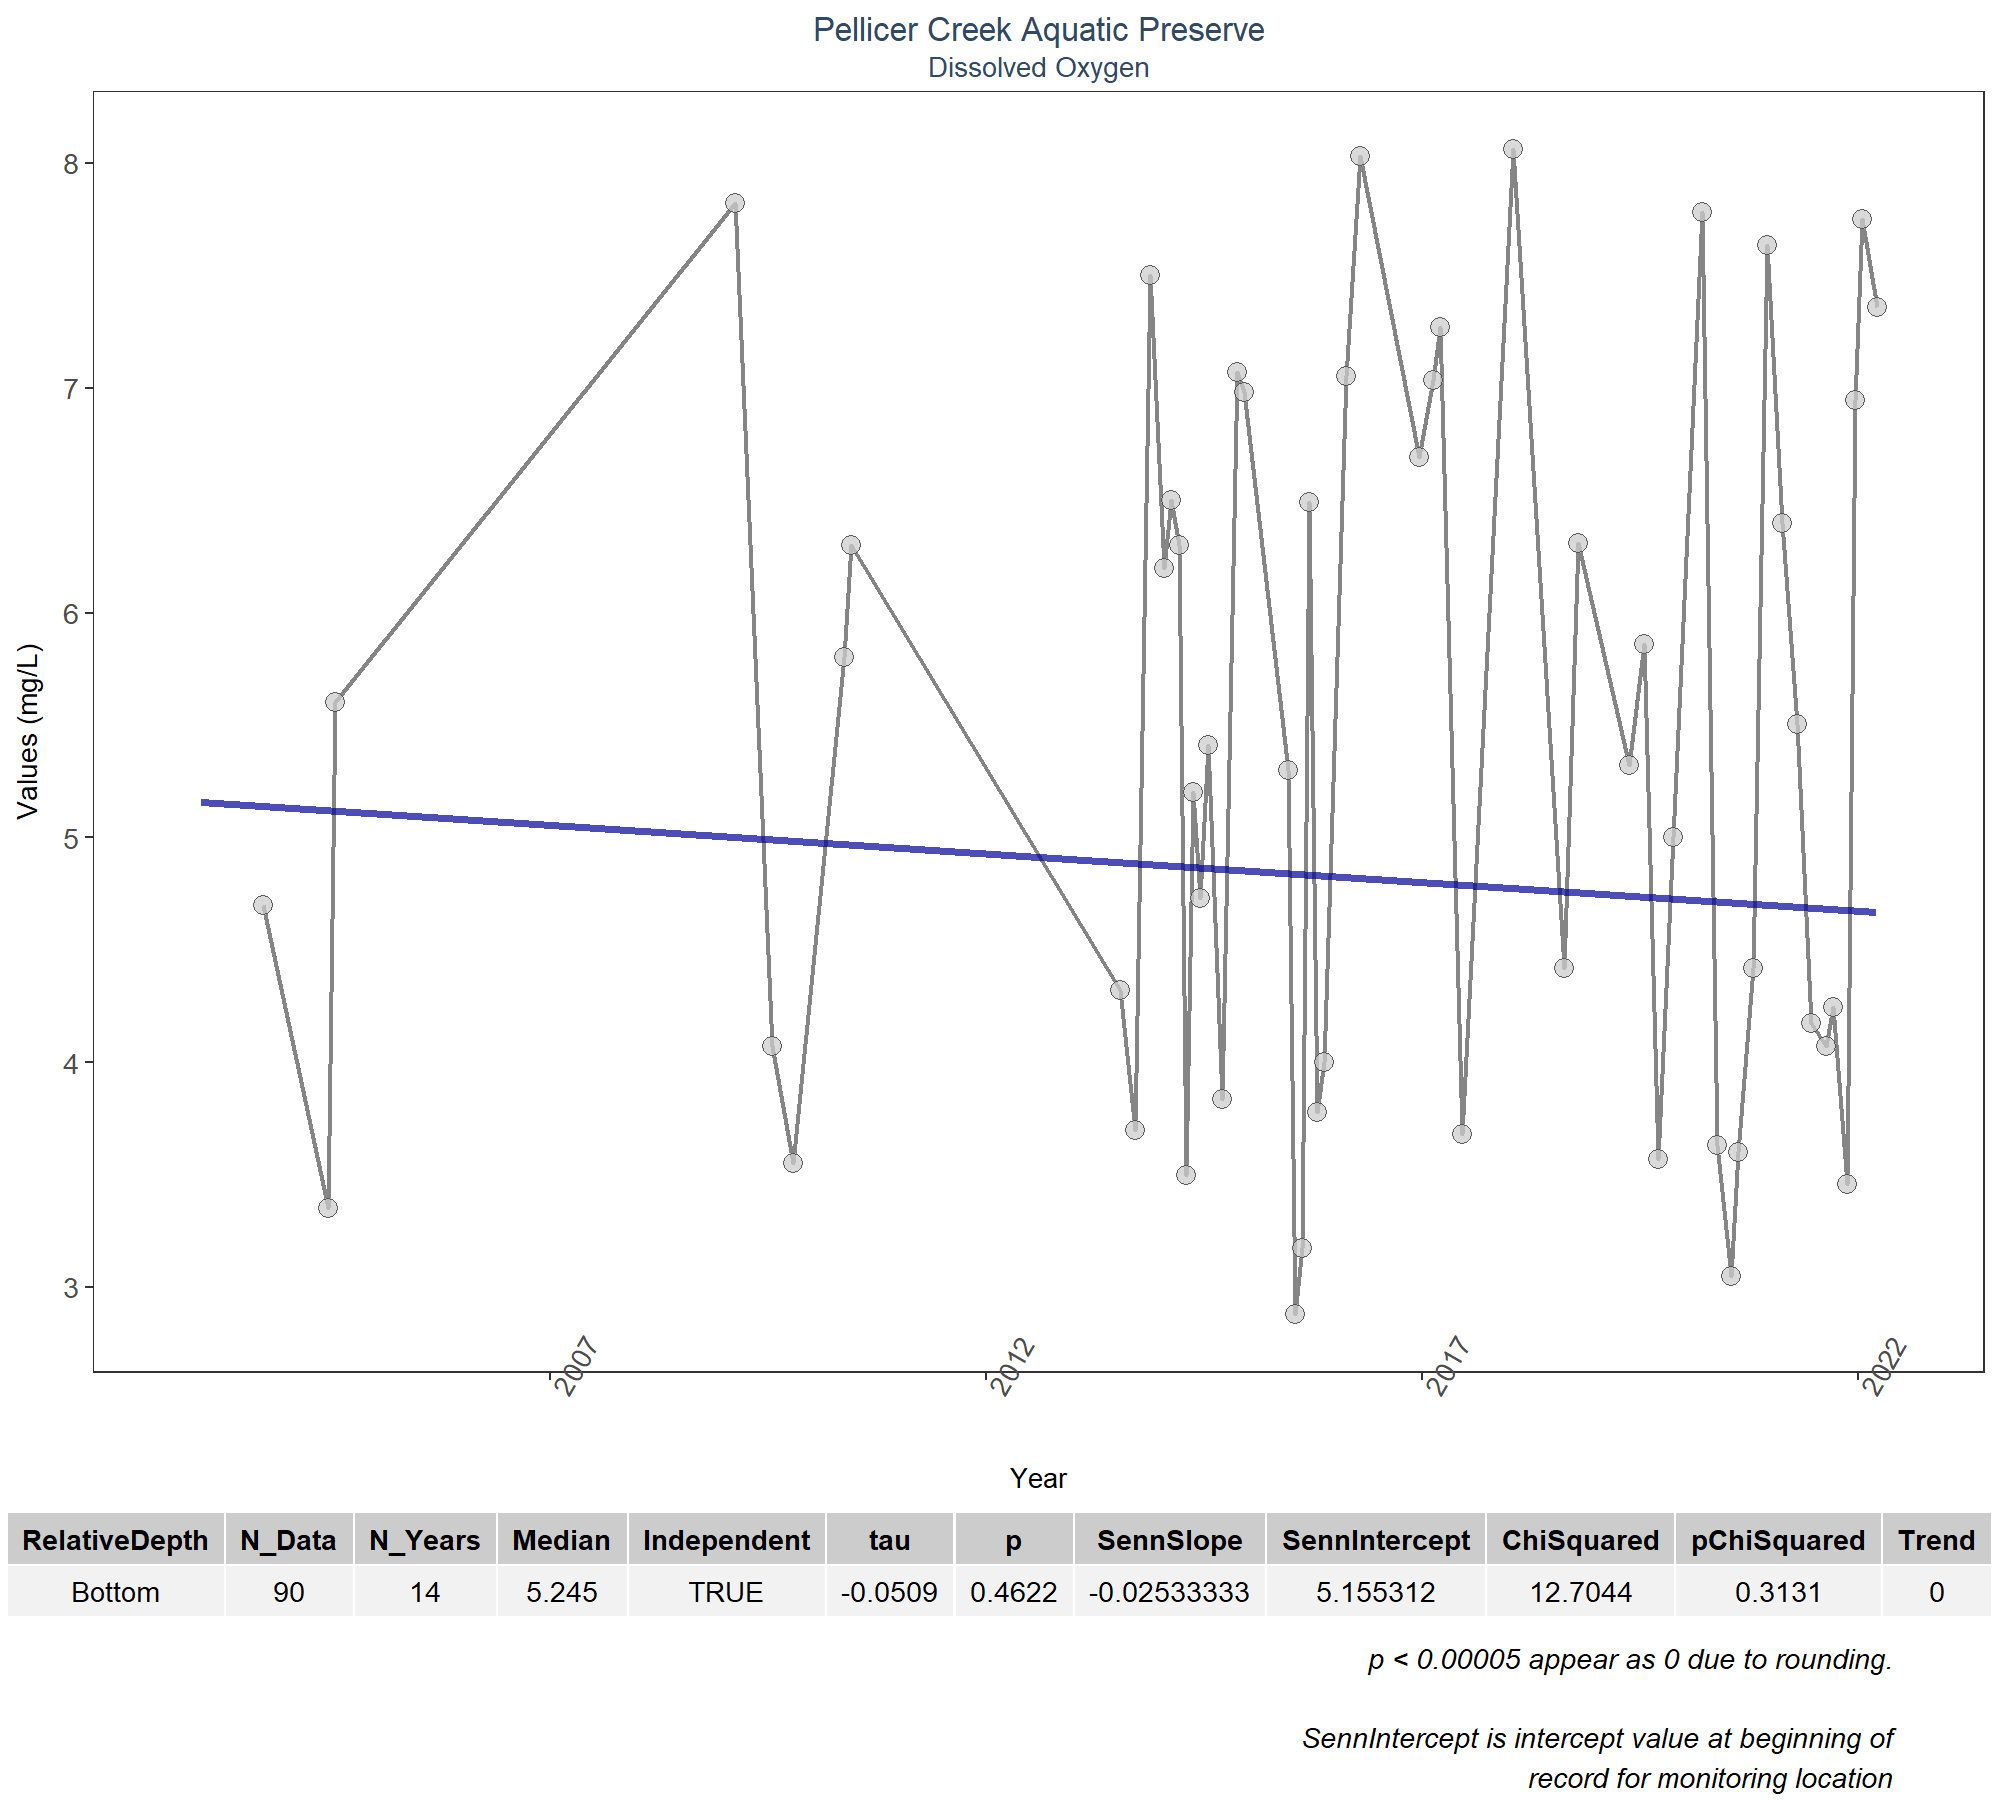 Pellicer Creek Aquatic Preserve
Dissolved Oxygen
Values (mg/L)
8
7
6
5
4
3
2007
2012
2017
2022
Year
RelativeDepth N_Data N_Years Median Independent tau p SennSlope SennIntercept ChiSquared pChiSquared Trend
Bottom 90 14 5.245 TRUE -0.0509 0.4622 -0.02533333 5.155312 12.7044 0.3131 0
p < 0.00005 appear as 0 due to rounding.
SennIntercept is intercept value at beginning of
record for monitoring location